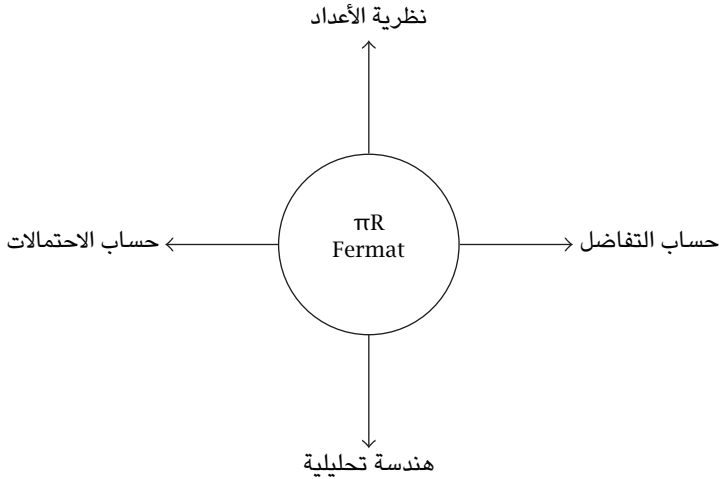 نظرية الأعداد
πR
Fermat
حساب التفاضل
حساب الاحتمالات
هندسة تحليلية